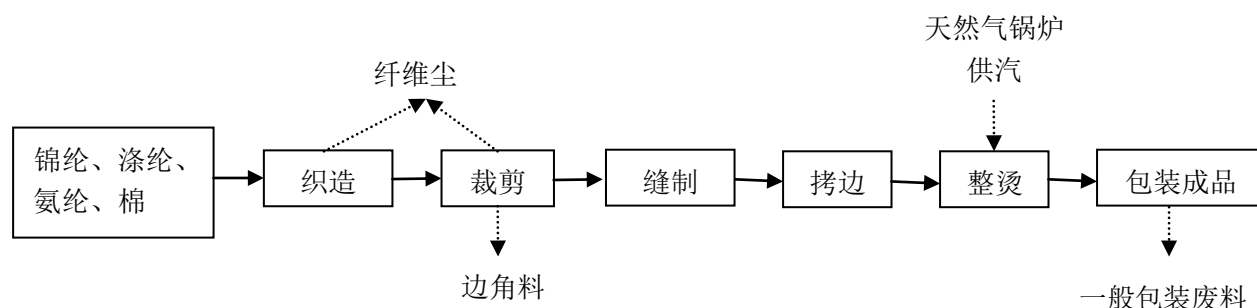 天然气锅炉
供汽
纤维尘
锦纶、涤纶、
氨纶、棉
织造
裁剪
缝制
拷边
整烫
包装成品
边角料
一般包装废料